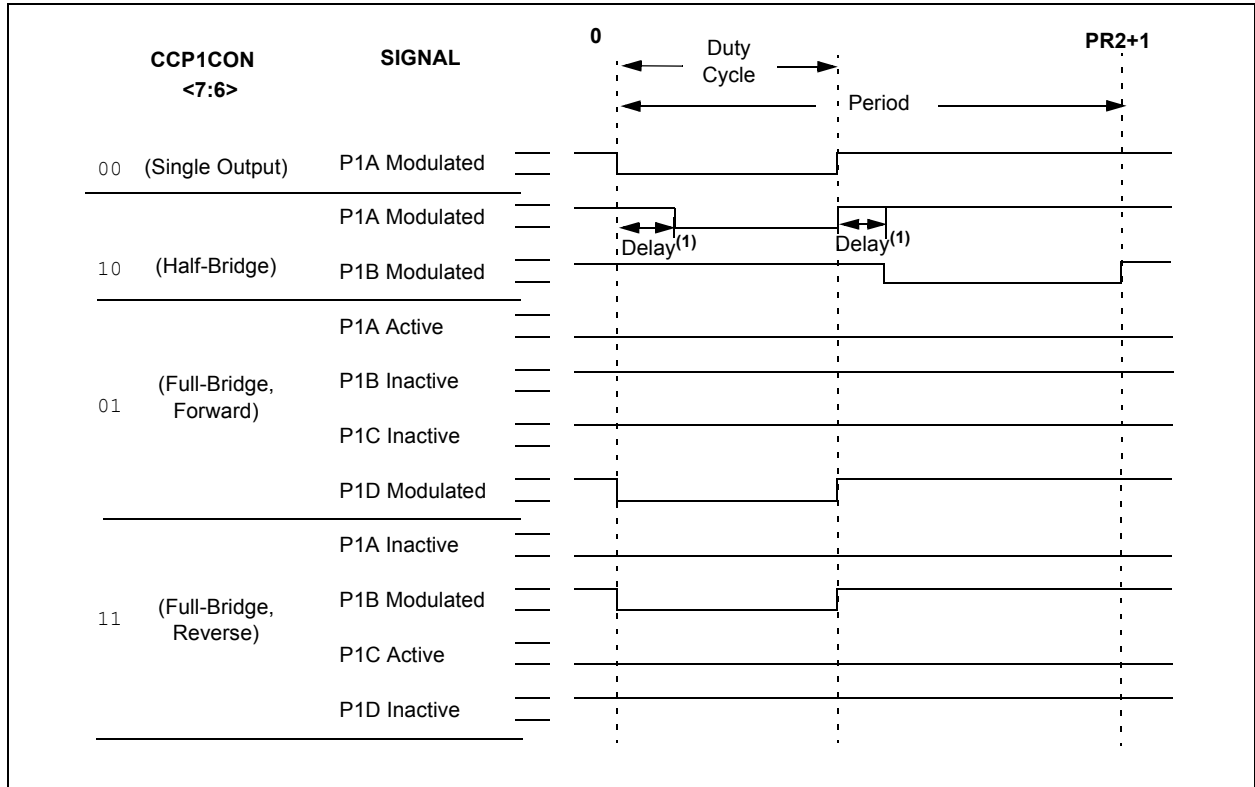 CCP1CON
<7:6>
SIGNAL
0
Duty
Cycle
PR2+1
Period
00
(Single Output)
P1A Modulated
P1A Modulated
Delay(1)
Delay(1)
10
(Half-Bridge)
P1B Modulated
P1A Active
P1B Inactive
01
(Full-Bridge,
Forward)
P1C Inactive
P1D Modulated
P1A Inactive
P1B Modulated
11
(Full-Bridge,
Reverse)
P1C Active
P1D Inactive